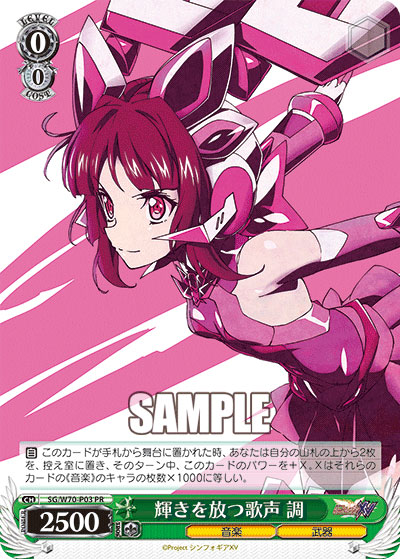 LEVEL
0
0
COST
SAMPLE
自 このカードが手札から舞台に置かれた時、あなたは自分の山札の上から2枚
を、控え室に置き、そのターン中、このカードのパワーを＋X。Xはそれらの
カードの《音楽》のキャラの枚数×1000に等しい。
CH SG/W70-P03 PR
2500
輝きを放つ歌声 調
音楽 武器
©Project シンフォギアXV